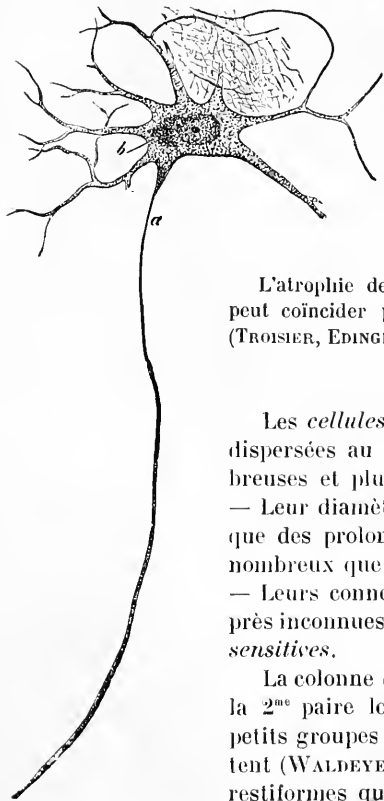 b
a
L'atrophie de
peut coïncider p
(TROISIER, EDING
Les cellules
dispersées au
breuses et plu
— Leur diamèt
que des prolon
nombreux que
— Leurs conne
près inconnues
sensitives.
La colonne
la 2me paire lo
petits groupes
tent (WALDEYE
restiformes qu